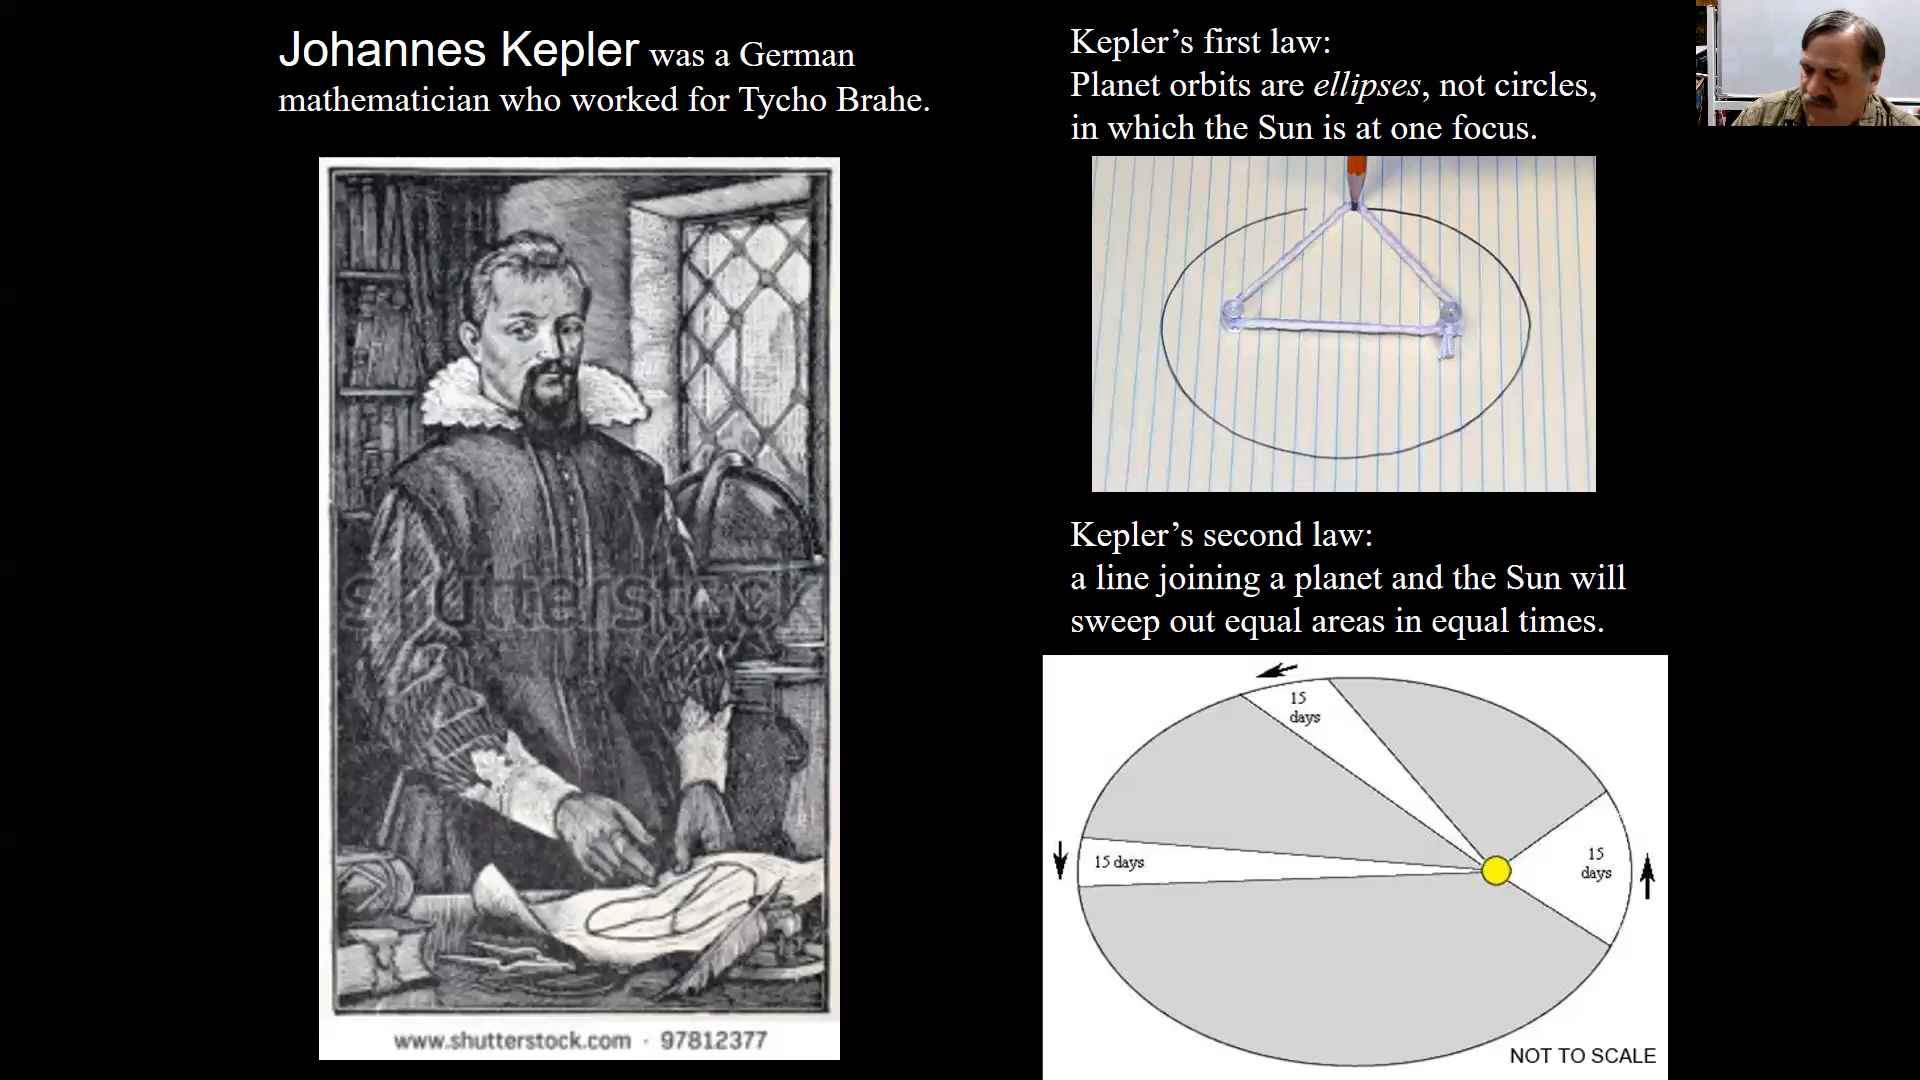 Johannes Kepler was a German
mathematician who worked for Tycho Brahe.
shutterstock
www.shutterstock.com · 97812377
Kepler’s first law:
Planet orbits are ellipses, not circles,
in which the Sun is at one focus.
Kepler’s second law:
a line joining a planet and the Sun will
sweep out equal areas in equal times.
15
days
15 days
15
days
NOT TO SCALE